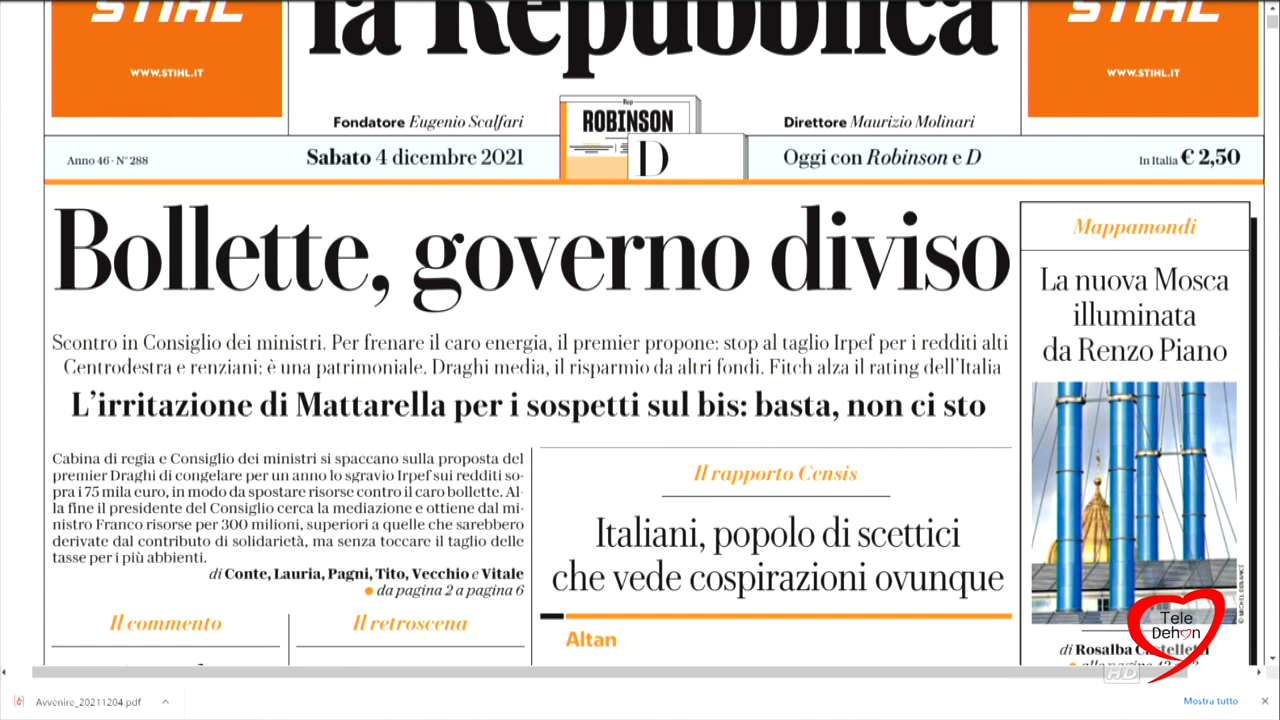 STIHL
WWW.STIHL.IT
la Repubblica
STIHL
WWW.STIHL.IT
Fondatore Eugenio Scalfari
ROBINSON
D
Direttore Maurizio Molinari
Anno 46 - N° 288
Sabato 4 dicembre 2021
Oggi con Robinson e D
In Italia € 2,50
Bollette, governo diviso
Scontro in Consiglio dei ministri. Per frenare il caro energia, il premier propone: stop al taglio Irpef per i redditi alti
Centrodestra e renziani: è una patrimoniale. Draghi media, il risparmio da altri fondi. Fitch alza il rating dell'Italia
L'irritazione di Mattarella per i sospetti sul bis: basta, non ci sto
Cabina di regia e Consiglio dei ministri si spaccano sulla proposta del
premier Draghi di congelare per un anno lo sgravio Irpef sui redditi so-
pra i 75 mila euro, in modo da spostare risorse contro il caro bollette. Al-
la fine il presidente del Consiglio cerca la mediazione e ottiene dal mi-
nistro Franco risorse per 300 milioni, superiori a quelle che sarebbero
derivate dal contributo di solidarietà, ma senza toccare il taglio delle
tasse per i più abbienti.
di Conte, Lauria, Pagni, Tito, Vecchio e Vitale
da pagina 2 a pagina 6
Il commento
Il retroscena
Il rapporto Censis
Italiani, popolo di scettici
che vede cospirazioni ovunque
Altan
Mappamondi
La nuova Mosca
illuminata
da Renzo Piano
di Rosalba Castelletti
Tele
Dehon
HD
Avvenire_20211204.pdf
Mostra tutto